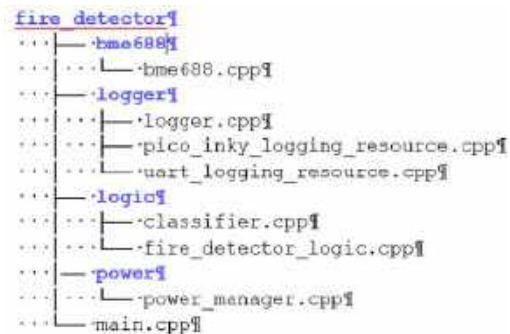 fire_detector¶
···├──·bme688¶
···│···└──·bme688.cpp¶
···├──·logger¶
···│···├──·logger.cpp¶
···│···├──·pico_inky_logging_resource.cpp¶
···│···└──·uart_logging_resource.cpp¶
···├──·logic¶
···│···├──·classifier.cpp¶
···│···└──·fire_detector_logic.cpp¶
···├──·power¶
···│···└──·power_manager.cpp¶
···└──·main.cpp¶